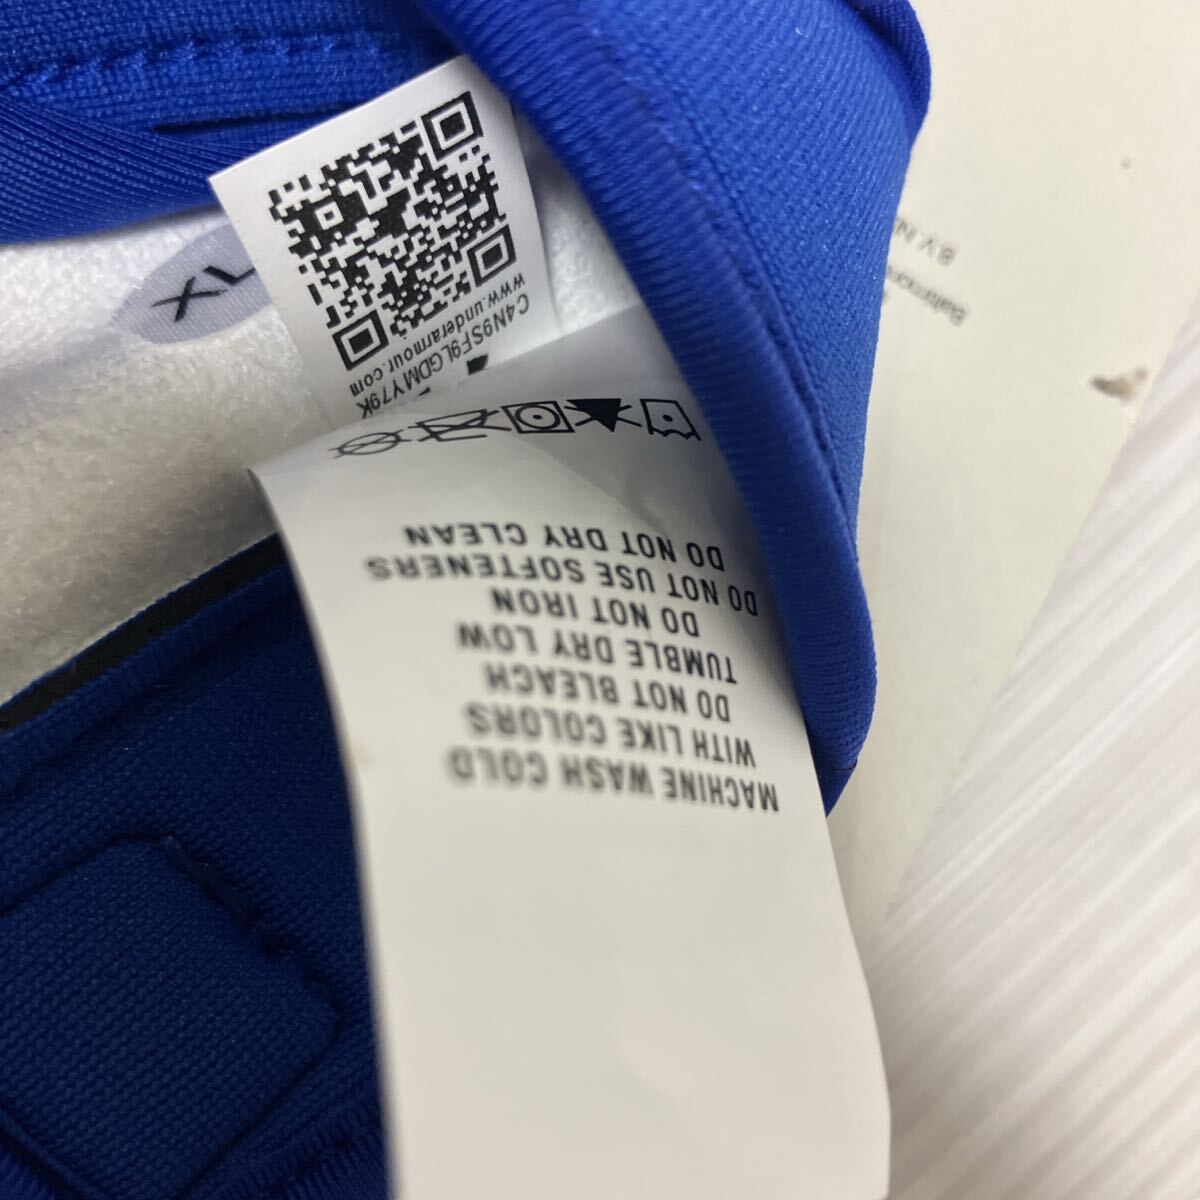 MACHINE WASH COLD
WITH LIKE COLORS
DO NOT BLEACH
TUMBLE DRY LOW
DO NOT IRON
DO NOT USE SOFTENERS
DO NOT DRY CLEAN
C4N9SF9LGDMY79K
www.underarmour.com
XL
B.V N